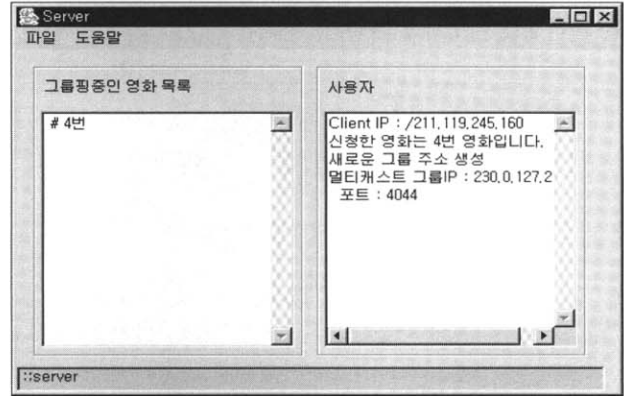 Server
파일 도움말
그룹핑중인 영화 목록
# 4번
사용자
Client IP : /211,119,245,160
신청한 영화는 4번 영화입니다.
새로운 그룹 주소 생성
멀티캐스트 그룹IP : 230,0,127,2
포트 : 4044
::server